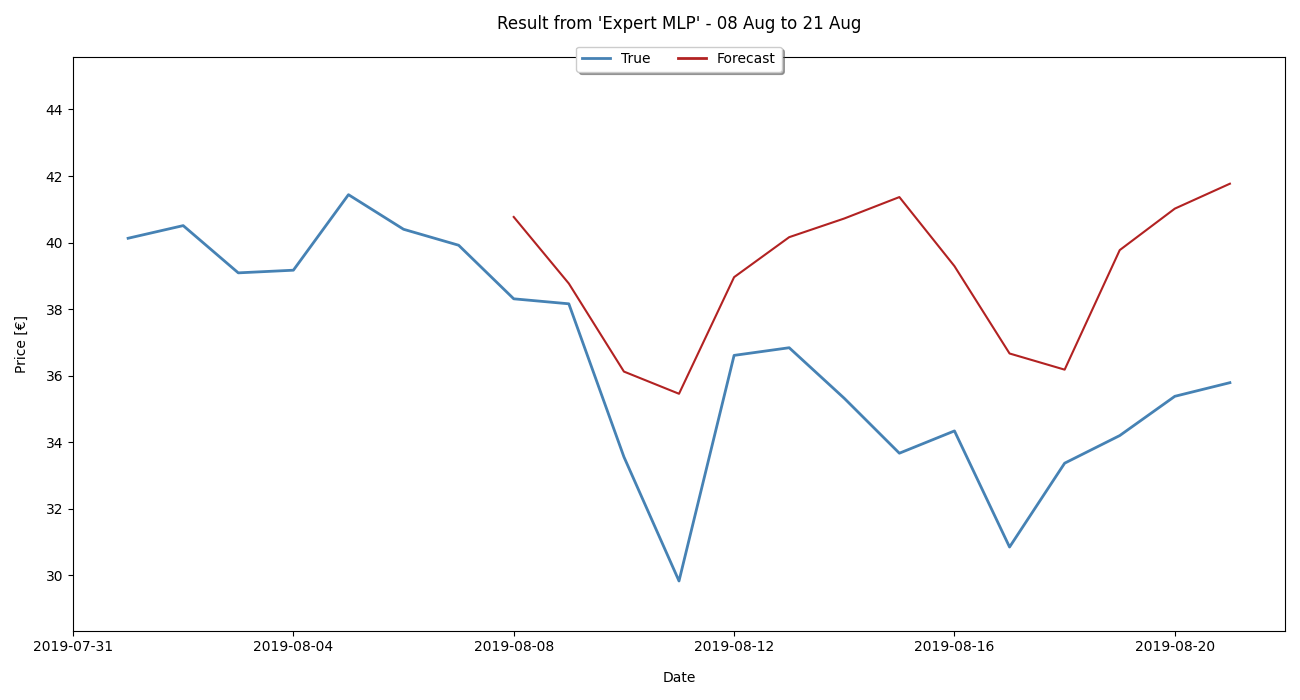 Result from 'Expert MLP' - 08 Aug to 21 Aug
True Forecast
44
42
40
38
36
34
32
30
Price [€]
2019-07-31 2019-08-04 2019-08-08 2019-08-12 2019-08-16 2019-08-20
Date